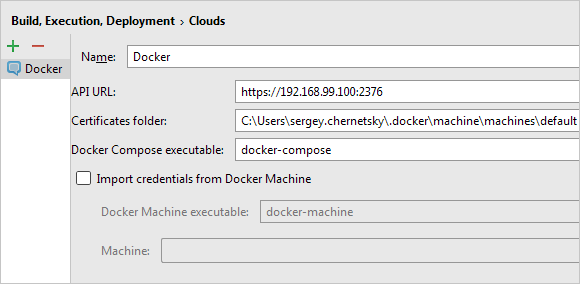 Build, Execution, Deployment › Clouds
Name: Docker
Docker
API URL: https://192.168.99.100:2376
Certificates folder: C:\Users\sergey.chernetsky\.docker\machine\machines\default
Docker Compose executable: docker-compose
Import credentials from Docker Machine
Docker Machine executable: docker-machine
Machine: